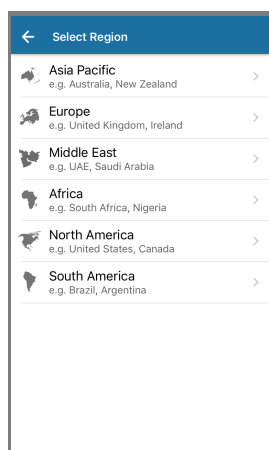 Select Region
Asia Pacific
e.g. Australia, New Zealand
Europe
e.g. United Kingdom, Ireland
Middle East
e.g. UAE, Saudi Arabia
Africa
e.g. South Africa, Nigeria
North America
e.g. United States, Canada
South America
e.g. Brazil, Argentina